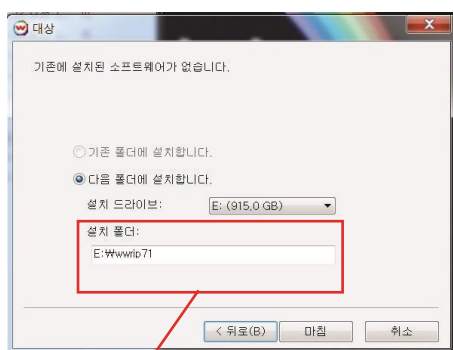 대상
기존에 설치된 소프트웨어가 없습니다.
기존 폴더에 설치합니다.
다음 폴더에 설치합니다.
설치 드라이브: E: (915.0 GB)
설치 폴더:
E:₩wwrip71
< 뒤로(B) 마침 취소